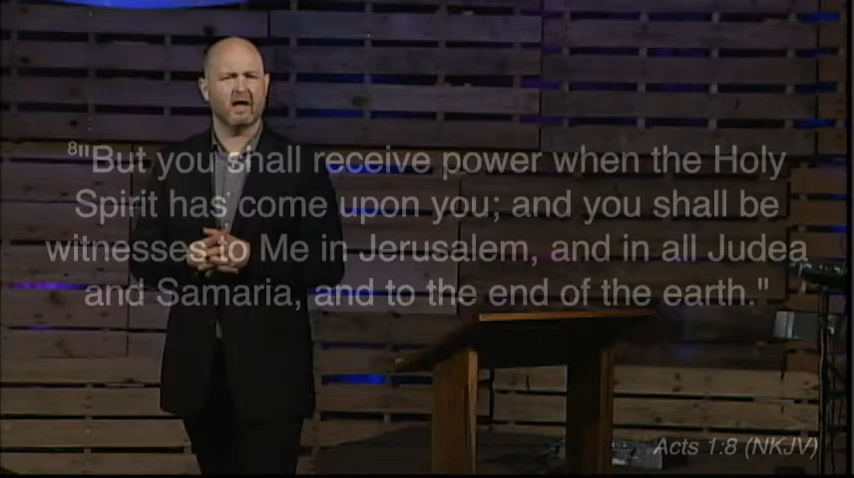 8"But you shall receive power when the Holy
Spirit has come upon you; and you shall be
witnesses to Me in Jerusalem, and in all Judea
and Samaria, and to the end of the earth."
Acts 1:8 (NKJV)